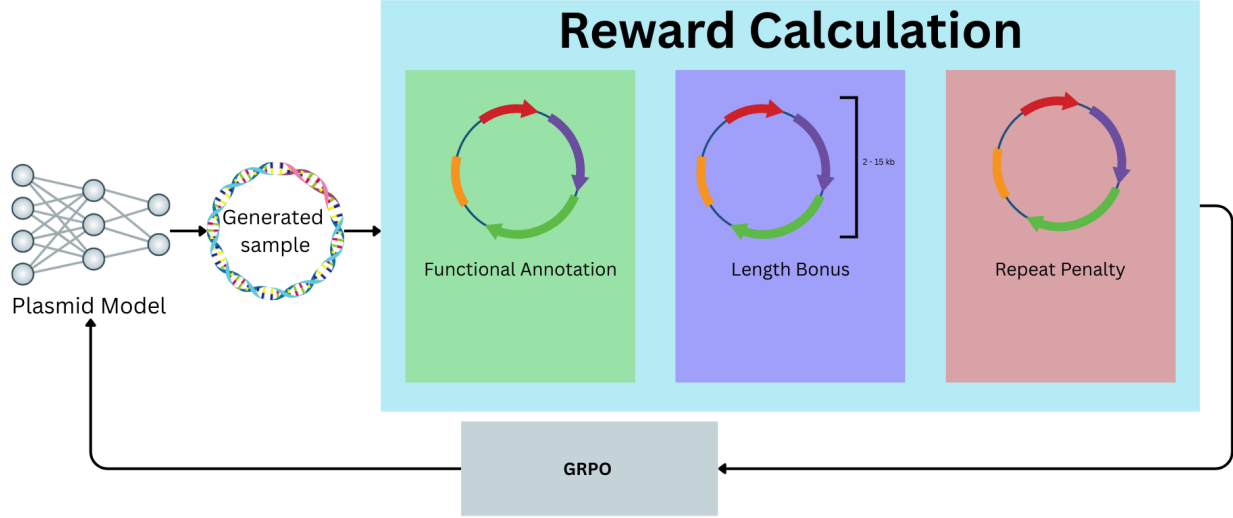 Reward Calculation
Generated
sample
Plasmid Model
Functional Annotation
2 - 15 kb
Length Bonus
Repeat Penalty
GRPO